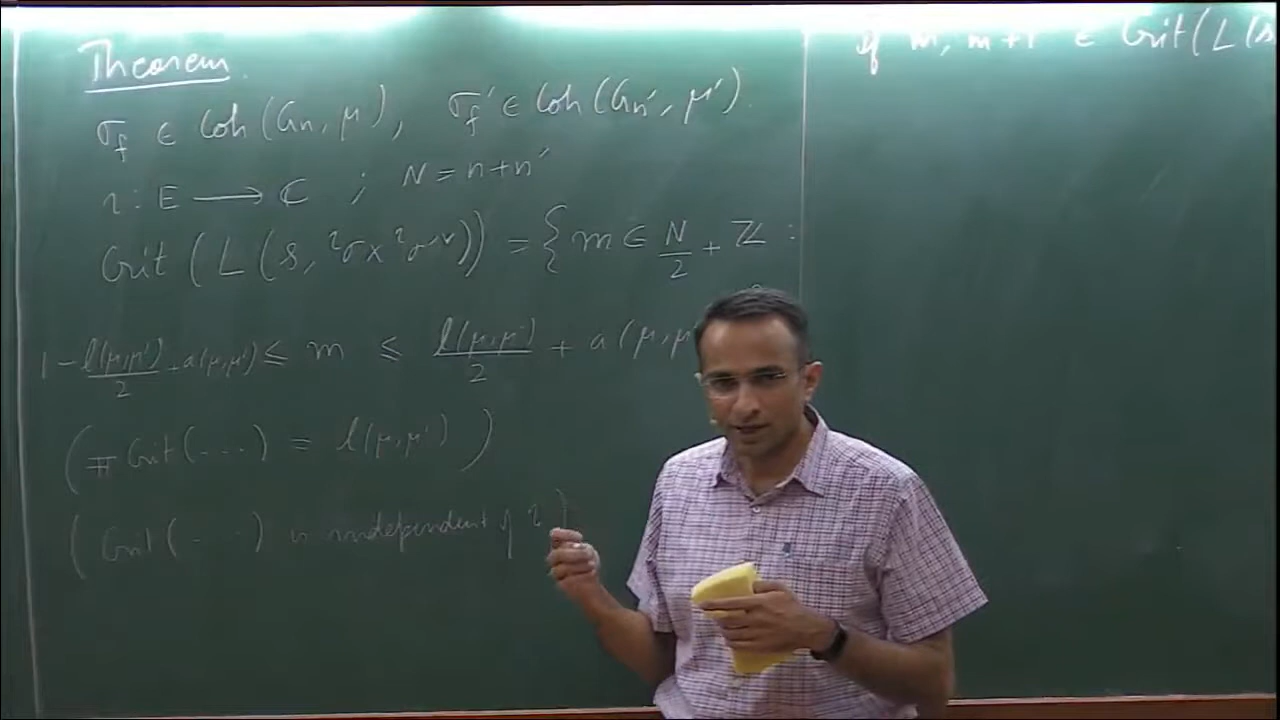 Theorem.
σ_f ∈ Coh(G_n, μ), σ_f' ∈ Coh(G_n', μ').
ι : E ⟶ ℂ ; N = n + n'
Crit (L(s, ^ισ × ^ισ'^v)) = { m ∈ N/2 + ℤ :
1 - l(μ,μ')/2 + a(μ,μ') ≤ m ≤ l(μ,μ')/2 + a(μ,μ
(# Crit(...) = l(μ,μ'))
(Crit(...) is independent of ι)
if m, m+1 ∈ Crit(L(s